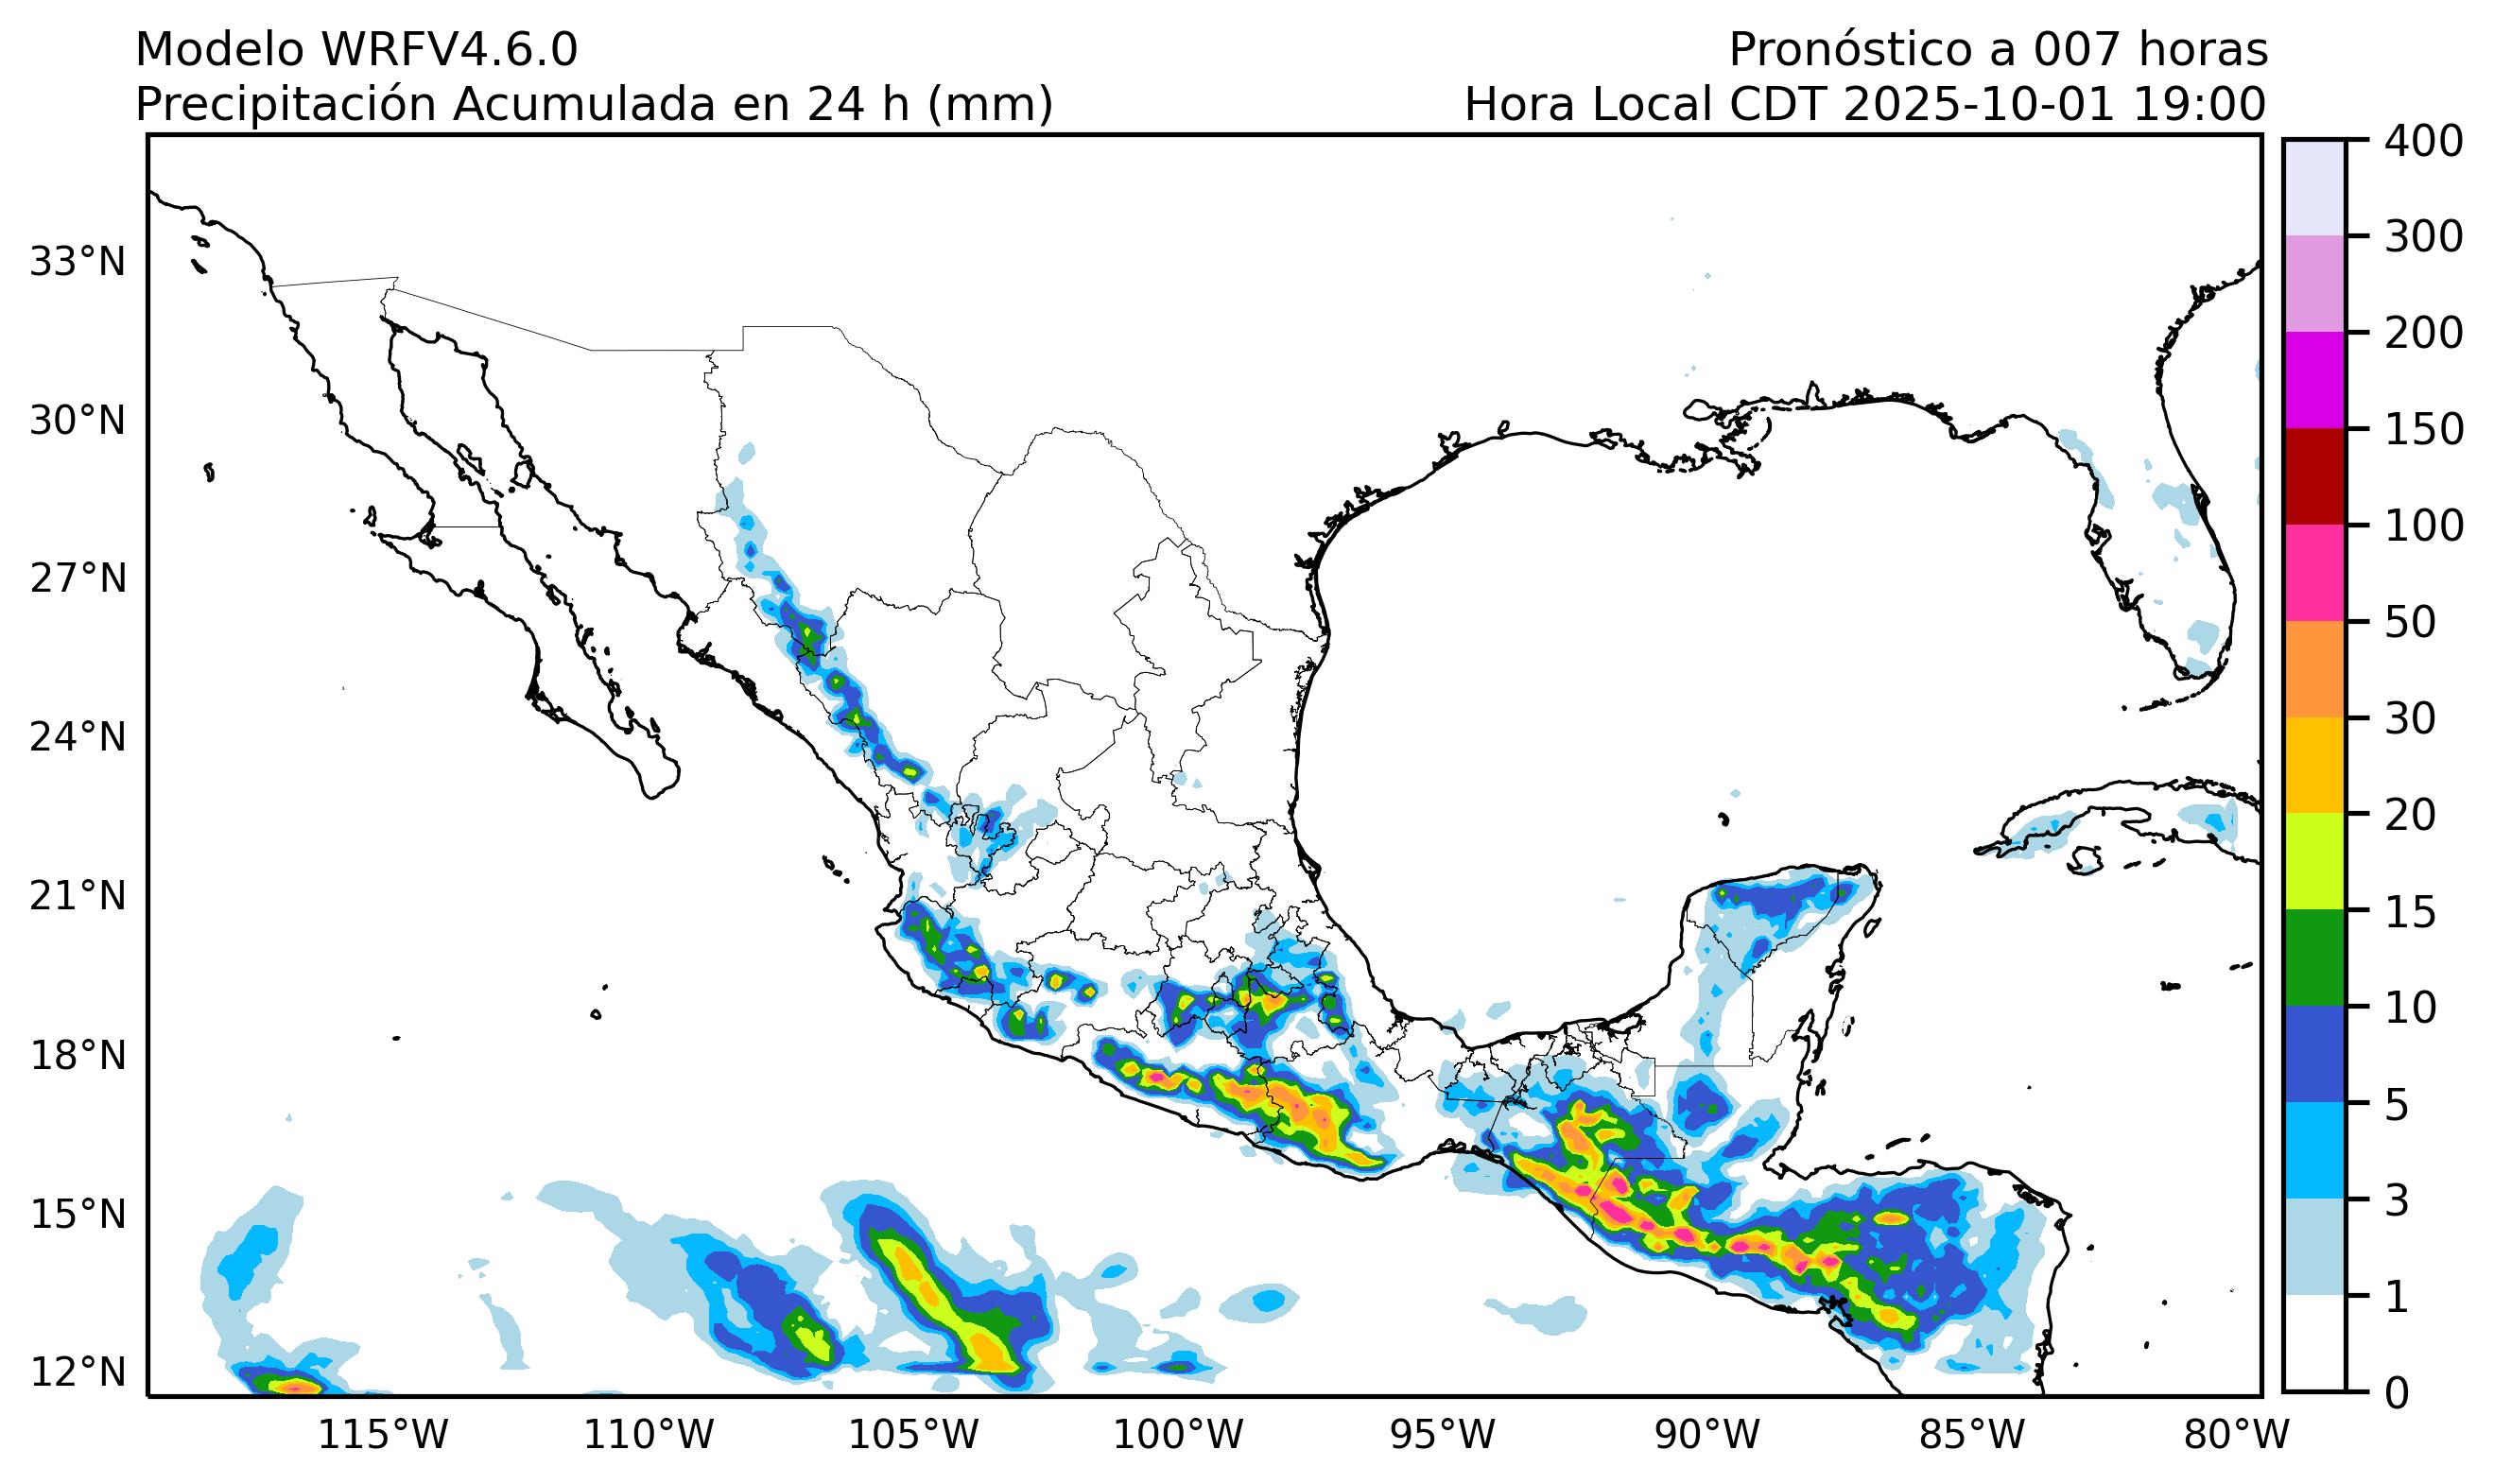 Modelo WRFV4.6.0
Pronóstico a 007 horas
Precipitación Acumulada en 24 h (mm)
Hora Local CDT 2025-10-01 19:00
33°N
30°N
27°N
24°N
21°N
18°N
15°N
12°N
115°W
110°W
105°W
100°W
95°W
90°W
85°W
80°W
400
300
200
150
100
50
30
20
15
10
5
3
1
0